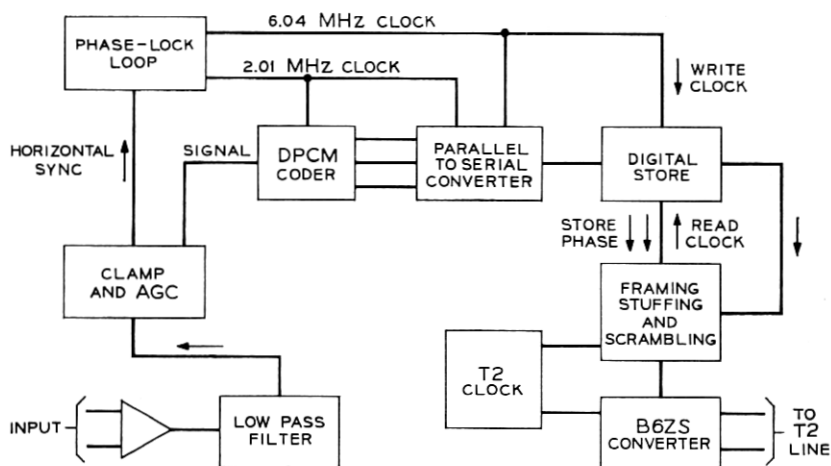 6.04 MHz CLOCK
PHASE-LOCK
LOOP
2.01 MHz CLOCK
WRITE
CLOCK
HORIZONTAL
SYNC
SIGNAL
DPCM
CODER
PARALLEL
TO SERIAL
CONVERTER
DIGITAL
STORE
STORE
PHASE
READ
CLOCK
CLAMP
AND AGC
FRAMING
STUFFING
AND
SCRAMBLING
T2
CLOCK
INPUT
LOW PASS
FILTER
B6ZS
CONVERTER
TO
T2
LINE